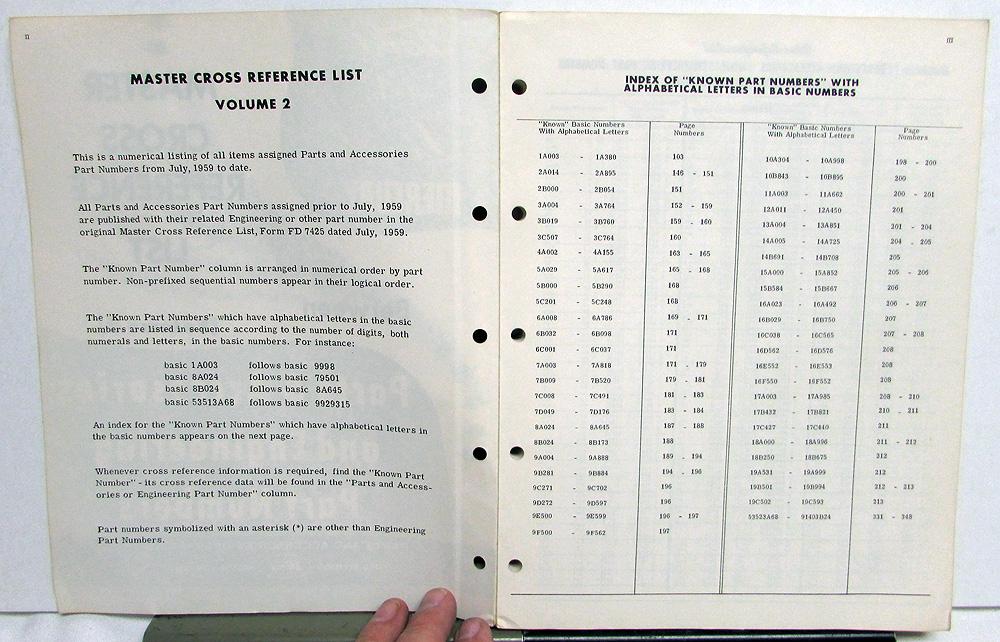 II
MASTER CROSS REFERENCE LIST
VOLUME 2
This is a numerical listing of all items assigned Parts and Accessories
Part Numbers from July, 1959 to date.
All Parts and Accessories Part Numbers assigned prior to July, 1959
are published with their related Engineering or other part number in the
original Master Cross Reference List, Form FD 7425 dated July, 1959.
The "Known Part Number" column is arranged in numerical order by part
number. Non-prefixed sequential numbers appear in their logical order.
The "Known Part Numbers" which have alphabetical letters in the basic
numbers are listed in sequence according to the number of digits, both
numerals and letters, in the basic numbers. For instance:
basic 1A003 follows basic 9998
basic 8A024 follows basic 79501
basic 8B024 follows basic 8A645
basic 53513A68 follows basic 9929315
An index for the "Known Part Numbers" which have alphabetical letters in
the basic numbers appears on the next page.
Whenever cross reference information is required, find the "Known Part
Number" - its cross reference data will be found in the "Parts and Access-
ories or Engineering Part Number" column.
Part numbers symbolized with an asterisk (*) are other than Engineering
Part Numbers.
III
INDEX OF "KNOWN PART NUMBERS" WITH
ALPHABETICAL LETTERS IN BASIC NUMBERS
"Known" Basic Numbers
With Alphabetical Letters
Page
Numbers
1A003 - 1A380 103
2A014 - 2A895 146 - 151
2B000 - 2B054 151
3A004 - 3A764 152 - 159
3B019 - 3B760 159 - 160
3C507 - 3C764 160
4A002 - 4A155 163 - 165
5A029 - 5A617 165 - 168
5B000 - 5B290 168
5C201 - 5C248 168
6A008 - 6A786 169 - 171
6B032 - 6B098 171
6C001 - 6C037 171
7A003 - 7A818 171 - 179
7B009 - 7B520 179 - 181
7C008 - 7C491 181 - 183
7D049 - 7D176 183 - 184
8A024 - 8A645 187 - 188
8B024 - 8B173 188
9A004 - 9A888 189 - 194
9B281 - 9B884 194 - 196
9C271 - 9C702 196
9D272 - 9D597 196
9E500 - 9E599 196 - 197
9F500 - 9F562 197
"Known" Basic Numbers
With Alphabetical Letters
Page
Numbers
10A304 - 10A998 198 - 200
10B843 - 10B895 200
11A003 - 11A662 200 - 201
12A011 - 12A450 201
13A004 - 13A851 201 - 204
14A005 - 14A725 204 - 205
14B691 - 14B708 205
15A000 - 15A852 205 - 206
15B584 - 15B667 206
16A023 - 16A492 206 - 207
16B029 - 16B750 207
16C038 - 16C565 207 - 208
16D562 - 16D576 208
16E552 - 16E553 208
16F550 - 16F552 208
17A003 - 17A985 208 - 210
17B432 - 17B821 210 - 211
17C427 - 17C440 211
18A000 - 18A996 211 - 212
18B250 - 18B675 212
19A531 - 19A999 212
19B501 - 19B994 212 - 213
19C502 - 19C593 213
53523A68 - 91403B24 331 - 348